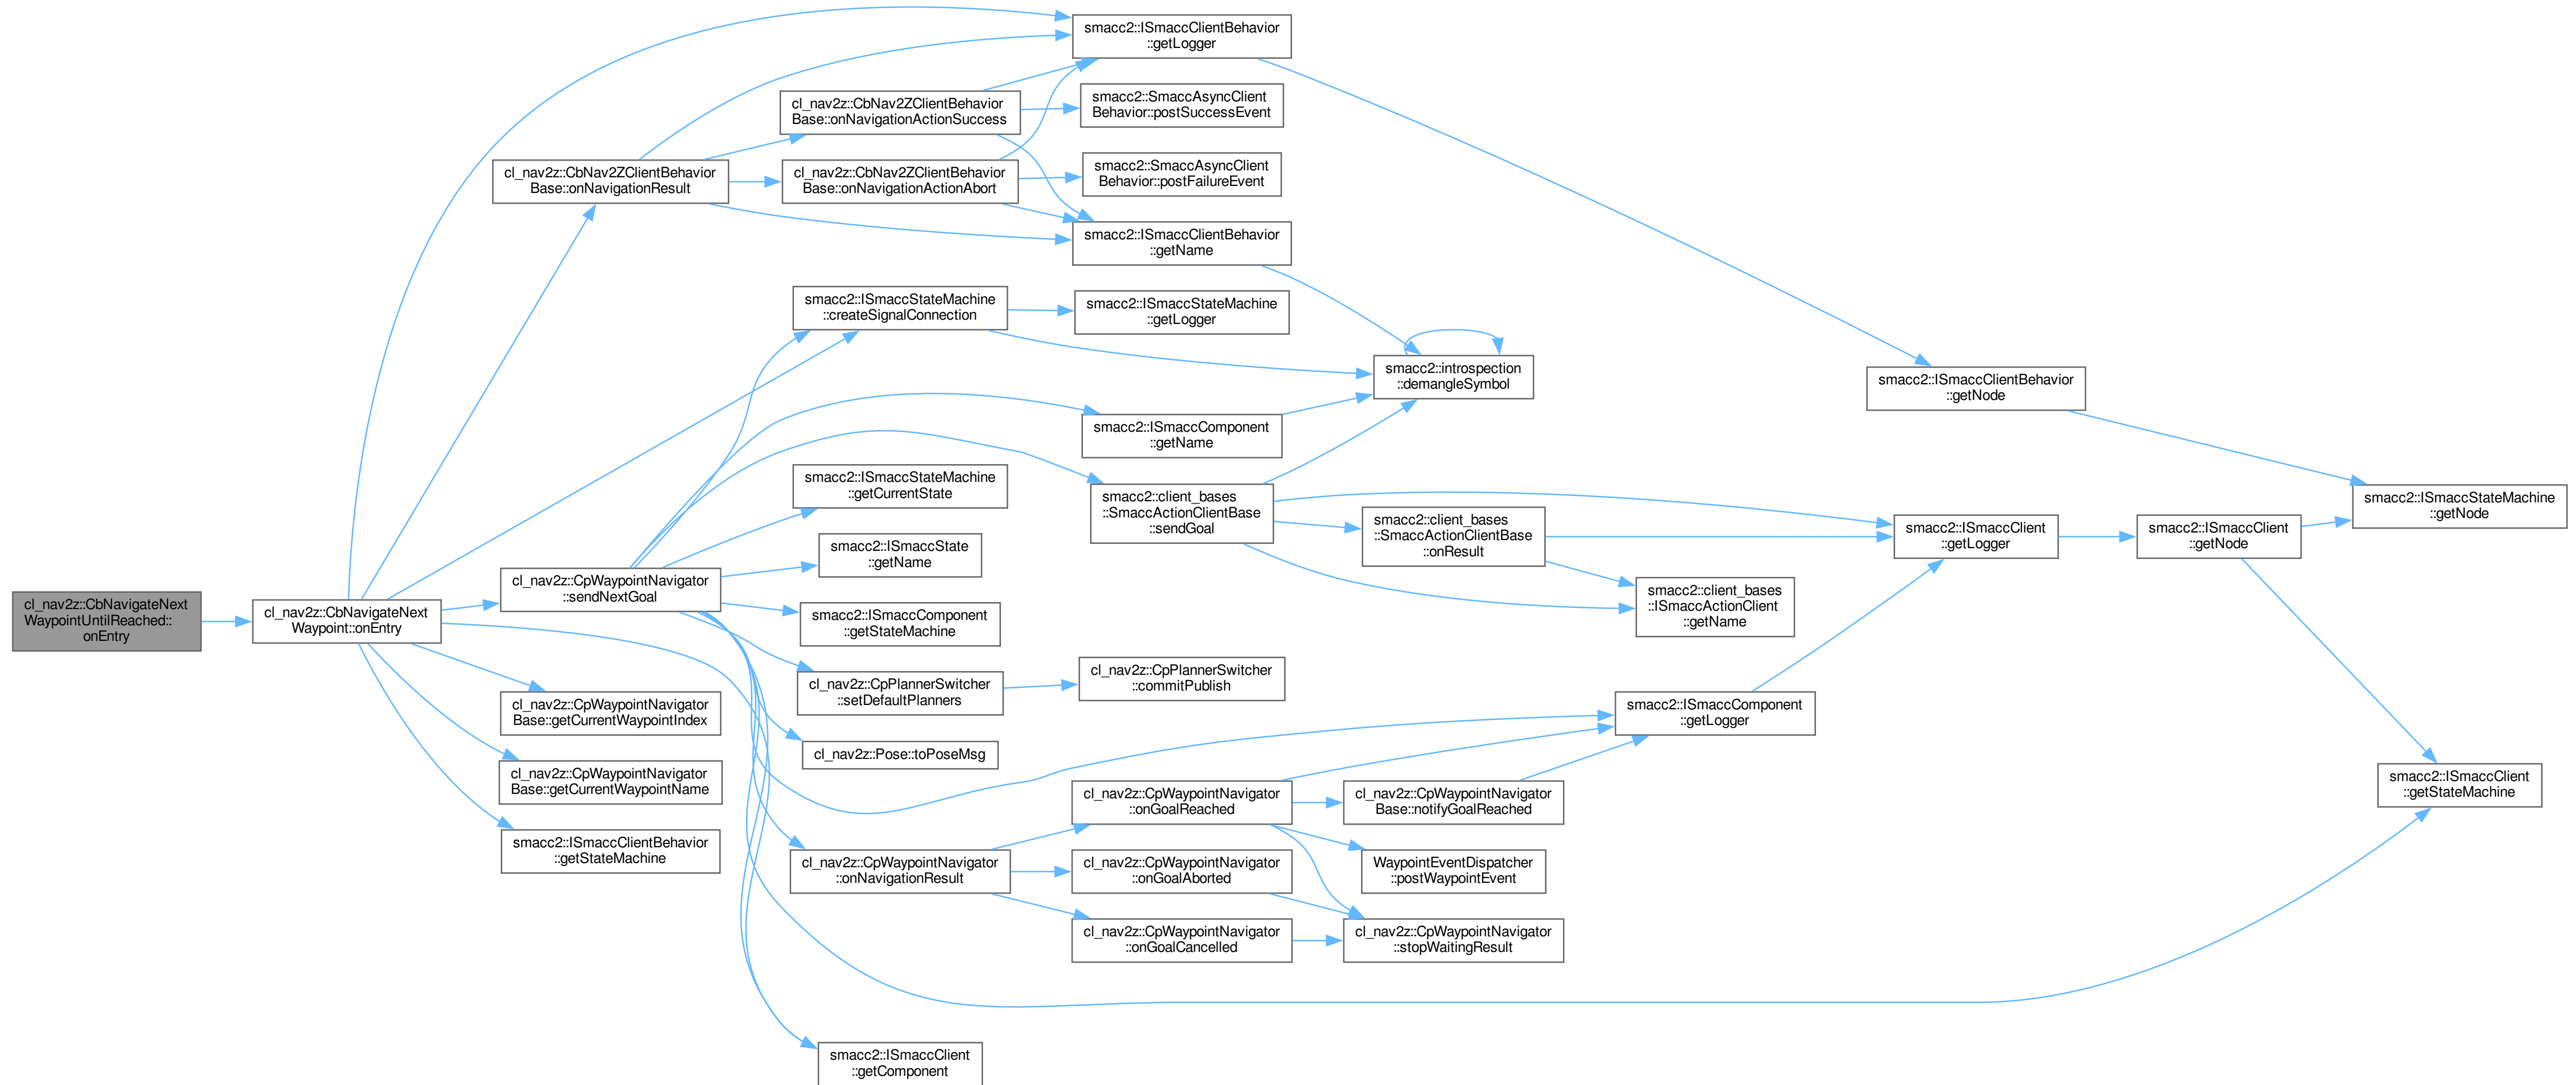 cl_nav2z::CbNavigateNext
WaypointUntilReached::
onEntry
cl_nav2z::CbNavigateNext
Waypoint::onEntry
cl_nav2z::CbNav2ZClientBehavior
Base::onNavigationResult
cl_nav2z::CpWaypointNavigator
::sendNextGoal
cl_nav2z::CpWaypointNavigator
Base::getCurrentWaypointIndex
cl_nav2z::CpWaypointNavigator
Base::getCurrentWaypointName
smacc2::ISmaccClientBehavior
::getStateMachine
cl_nav2z::CbNav2ZClientBehavior
Base::onNavigationActionSuccess
cl_nav2z::CbNav2ZClientBehavior
Base::onNavigationActionAbort
smacc2::ISmaccStateMachine
::createSignalConnection
smacc2::ISmaccStateMachine
::getCurrentState
smacc2::ISmaccState
::getName
smacc2::ISmaccComponent
::getStateMachine
cl_nav2z::CpPlannerSwitcher
::setDefaultPlanners
cl_nav2z::Pose::toPoseMsg
cl_nav2z::CpWaypointNavigator
::onNavigationResult
smacc2::ISmaccClient
::getComponent
smacc2::ISmaccClientBehavior
::getLogger
smacc2::SmaccAsyncClient
Behavior::postSuccessEvent
smacc2::SmaccAsyncClient
Behavior::postFailureEvent
smacc2::ISmaccClientBehavior
::getName
smacc2::ISmaccStateMachine
::getLogger
smacc2::ISmaccComponent
::getName
smacc2::client_bases
::SmaccActionClientBase
::sendGoal
cl_nav2z::CpPlannerSwitcher
::commitPublish
cl_nav2z::CpWaypointNavigator
::onGoalReached
cl_nav2z::CpWaypointNavigator
::onGoalAborted
cl_nav2z::CpWaypointNavigator
::onGoalCancelled
smacc2::introspection
::demangleSymbol
smacc2::client_bases
::SmaccActionClientBase
::onResult
cl_nav2z::CpWaypointNavigator
Base::notifyGoalReached
WaypointEventDispatcher
::postWaypointEvent
cl_nav2z::CpWaypointNavigator
::stopWaitingResult
smacc2::client_bases
::ISmaccActionClient
::getName
smacc2::ISmaccComponent
::getLogger
smacc2::ISmaccClientBehavior
::getNode
smacc2::ISmaccClient
::getLogger
smacc2::ISmaccClient
::getNode
smacc2::ISmaccStateMachine
::getNode
smacc2::ISmaccClient
::getStateMachine